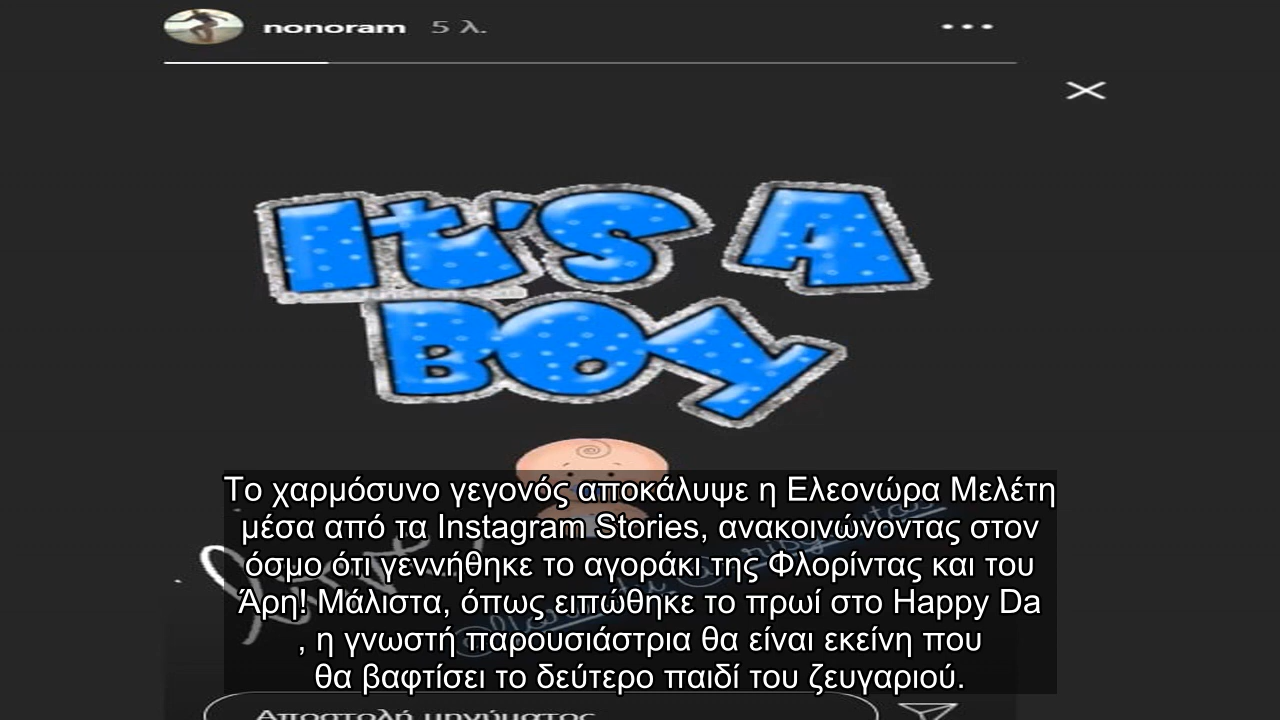 nonoram 5 λ.
IT'S A
BOY
Το χαρμόσυνο γεγονός αποκάλυψε η Ελεονώρα Μελέτη
μέσα από τα Instagram Stories, ανακοινώνοντας στον
όσμο ότι γεννήθηκε το αγοράκι της Φλορίντας και του
Άρη! Μάλιστα, όπως ειπώθηκε το πρωί στο Happy Da
, η γνωστή παρουσιάστρια θα είναι εκείνη που
θα βαφτίσει το δεύτερο παιδί του ζευγαριού.
Αποστολή μηνύματος